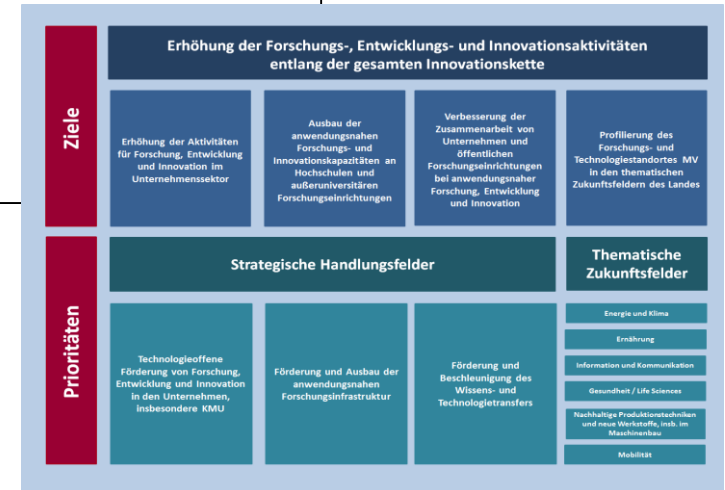 Ziele
Erhöhung der Forschungs-, Entwicklungs- und Innovationsaktivitäten
entlang der gesamten Innovationskette
Erhöhung der Aktivitäten
für Forschung, Entwicklung
und Innovation im
Unternehmenssektor
Ausbau der
anwendungsnahen
Forschungs- und
Innovationskapazitäten an
Hochschulen und
außeruniversitären
Forschungseinrichtungen
Verbesserung der
Zusammenarbeit von
Unternehmen und
öffentlichen
Forschungseinrichtungen
bei anwendungsnaher
Forschung, Entwicklung
und Innovation
Profilierung des
Forschungs- und
Technologiestandortes MV
in den thematischen
Zukunftsfeldern des Landes
Prioritäten
Strategische Handlungsfelder
Thematische
Zukunftsfelder
Technologieoffene
Förderung von Forschung,
Entwicklung und Innovation
in den Unternehmen,
insbesondere KMU
Förderung und Ausbau der
anwendungsnahen
Forschungsinfrastruktur
Förderung und
Beschleunigung des
Wissens- und
Technologietransfers
Energie und Klima
Ernährung
Information und Kommunikation
Gesundheit / Life Sciences
Nachhaltige Produktionstechniken
und neue Werkstoffe, insb. im
Maschinenbau
Mobilität